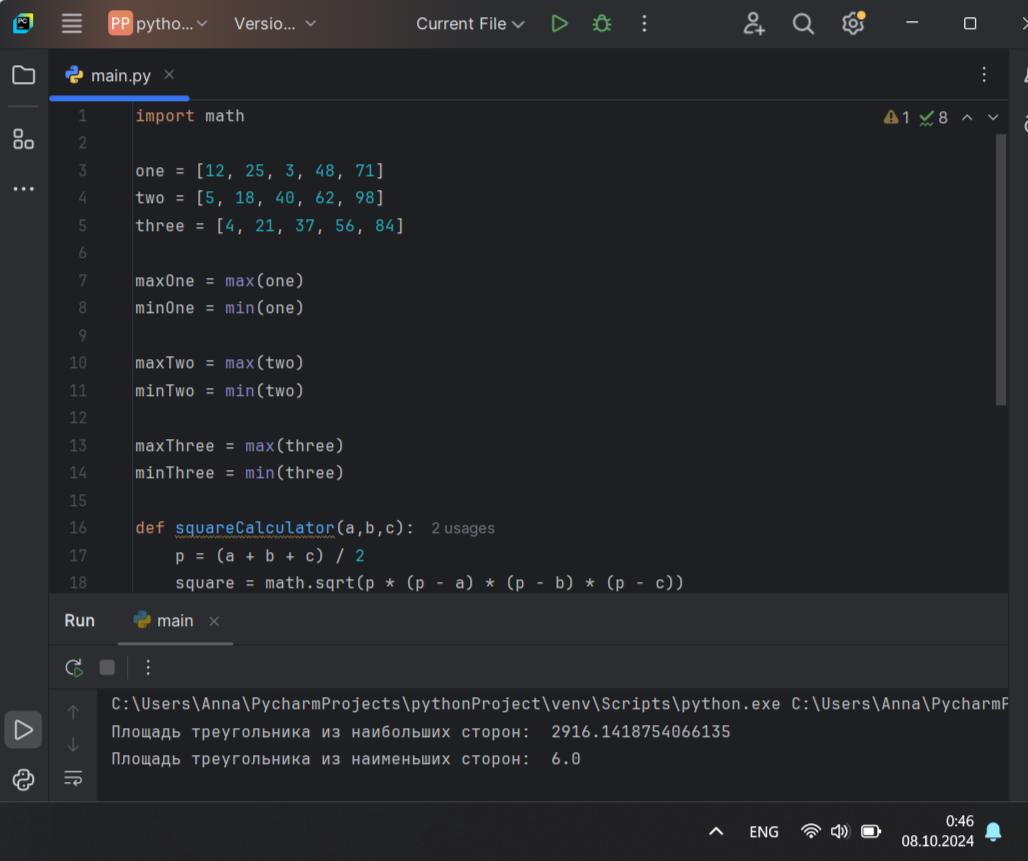 PP pytho... Versio... Current File
main.py
1 import math 1 8
2
3 one = [12, 25, 3, 48, 71]
4 two = [5, 18, 40, 62, 98]
5 three = [4, 21, 37, 56, 84]
6
7 maxOne = max(one)
8 minOne = min(one)
9
10 maxTwo = max(two)
11 minTwo = min(two)
12
13 maxThree = max(three)
14 minThree = min(three)
15
16 def squareCalculator(a,b,c): 2 usages
17 p = (a + b + c) / 2
18 square = math.sqrt(p * (p - a) * (p - b) * (p - c))
Run main
C:\Users\Anna\PycharmProjects\pythonProject\venv\Scripts\python.exe C:\Users\Anna\PycharmP
Площадь треугольника из наибольших сторон: 2916.1418754066135
Площадь треугольника из наименьших сторон: 6.0
ENG 0:46
08.10.2024